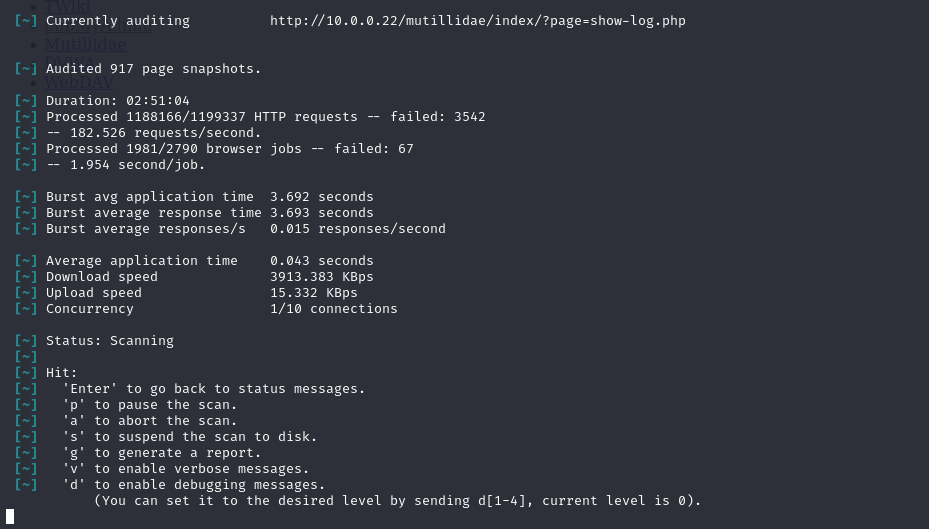 TWiki
[~] Currently auditing http://10.0.0.22/mutillidae/index/?page=show-log.php
Mutillidae
[~] Audited 917 page snapshots.
WebDAV
[~] Duration: 02:51:04
[~] Processed 1188166/1199337 HTTP requests -- failed: 3542
[~] -- 182.526 requests/second.
[~] Processed 1981/2790 browser jobs -- failed: 67
[~] -- 1.954 second/job.
[~] Burst avg application time 3.692 seconds
[~] Burst average response time 3.693 seconds
[~] Burst average responses/s 0.015 responses/second
[~] Average application time 0.043 seconds
[~] Download speed 3913.383 KBps
[~] Upload speed 15.332 KBps
[~] Concurrency 1/10 connections
[~] Status: Scanning
[~]
[~] Hit:
[~] 'Enter' to go back to status messages.
[~] 'p' to pause the scan.
[~] 'a' to abort the scan.
[~] 's' to suspend the scan to disk.
[~] 'g' to generate a report.
[~] 'v' to enable verbose messages.
[~] 'd' to enable debugging messages.
(You can set it to the desired level by sending d[1-4], current level is 0).